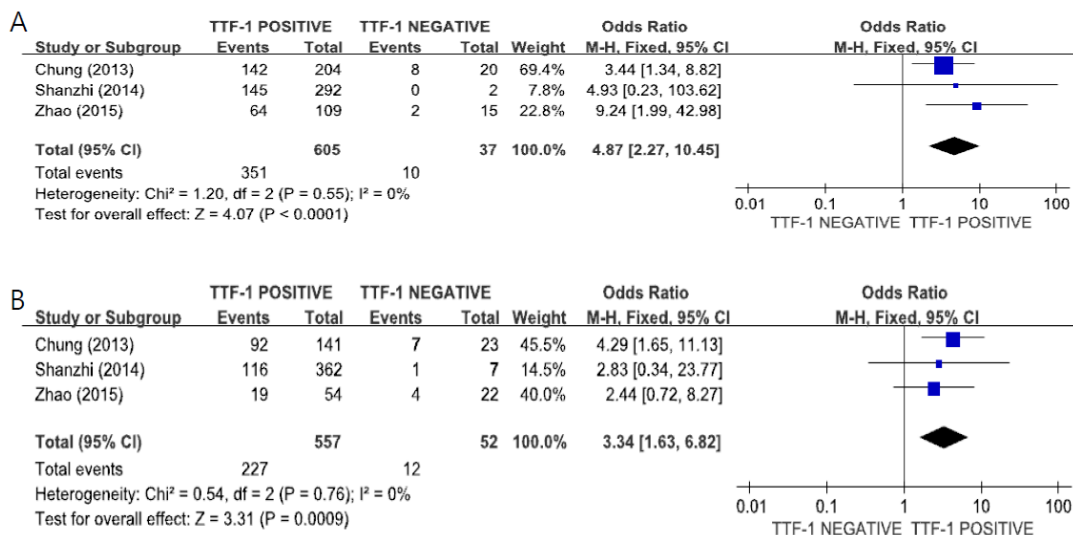 A
TTF-1 POSITIVE TTF-1 NEGATIVE Odds Ratio Odds Ratio
Study or Subgroup Events Total Events Total Weight M-H, Fixed, 95% CI M-H, Fixed, 95% CI
Chung (2013) 142 204 8 20 69.4% 3.44 [1.34, 8.82]
Shanzhi (2014) 145 292 0 2 7.8% 4.93 [0.23, 103.62]
Zhao (2015) 64 109 2 15 22.8% 9.24 [1.99, 42.98]
Total (95% CI) 605 37 100.0% 4.87 [2.27, 10.45]
Total events 351 10
Heterogeneity: Chi² = 1.20, df = 2 (P = 0.55); I² = 0%
Test for overall effect: Z = 4.07 (P < 0.0001)
0.01 0.1 1 10 100
TTF-1 NEGATIVE TTF-1 POSITIVE
B
TTF-1 POSITIVE TTF-1 NEGATIVE Odds Ratio Odds Ratio
Study or Subgroup Events Total Events Total Weight M-H, Fixed, 95% CI M-H, Fixed, 95% CI
Chung (2013) 92 141 7 23 45.5% 4.29 [1.65, 11.13]
Shanzhi (2014) 116 362 1 7 14.5% 2.83 [0.34, 23.77]
Zhao (2015) 19 54 4 22 40.0% 2.44 [0.72, 8.27]
Total (95% CI) 557 52 100.0% 3.34 [1.63, 6.82]
Total events 227 12
Heterogeneity: Chi² = 0.54, df = 2 (P = 0.76); I² = 0%
Test for overall effect: Z = 3.31 (P = 0.0009)
0.01 0.1 1 10 100
TTF-1 NEGATIVE TTF-1 POSITIVE